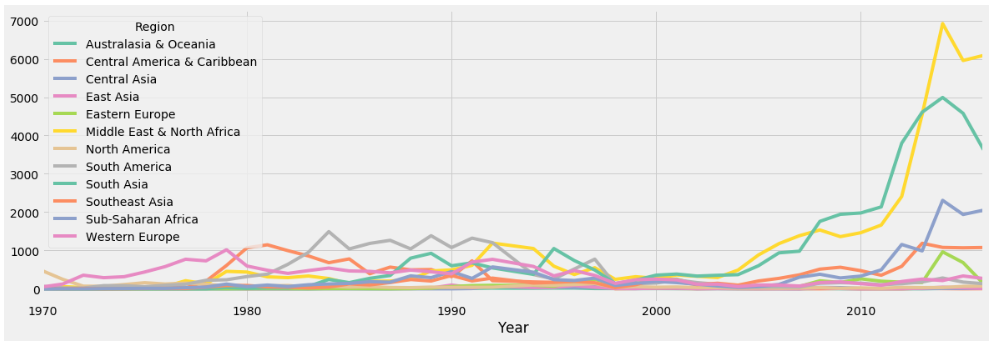 7000
6000
5000
4000
3000
2000
1000
0
Region
Australasia & Oceania
Central America & Caribbean
Central Asia
East Asia
Eastern Europe
Middle East & North Africa
North America
South America
South Asia
Southeast Asia
Sub-Saharan Africa
Western Europe
1970 1980 1990 2000 2010
Year